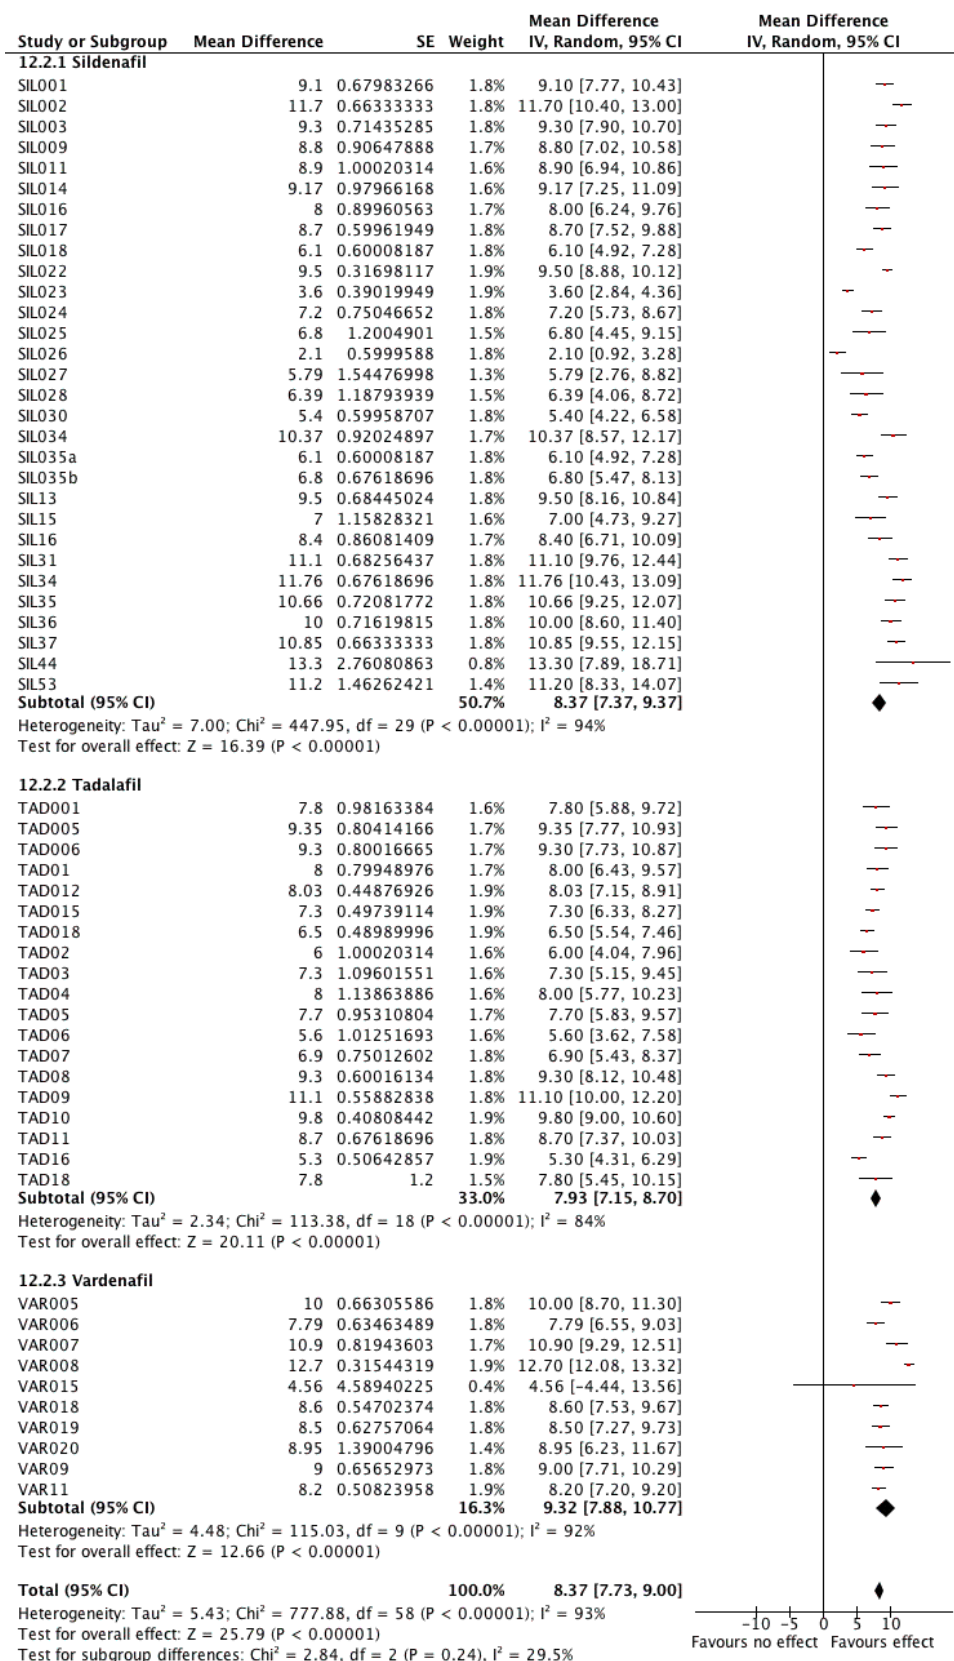 Mean Difference Mean Difference
Study or Subgroup Mean Difference SE Weight IV, Random, 95% CI IV, Random, 95% CI
12.2.1 Sildenafil
SIL001 9.1 0.67983266 1.8% 9.10 [7.77, 10.43]
SIL002 11.7 0.66333333 1.8% 11.70 [10.40, 13.00]
SIL003 9.3 0.71435285 1.8% 9.30 [7.90, 10.70]
SIL009 8.8 0.90647888 1.7% 8.80 [7.02, 10.58]
SIL011 8.9 1.00020314 1.6% 8.90 [6.94, 10.86]
SIL014 9.17 0.97966168 1.6% 9.17 [7.25, 11.09]
SIL016 8 0.89960563 1.7% 8.00 [6.24, 9.76]
SIL017 8.7 0.59961949 1.8% 8.70 [7.52, 9.88]
SIL018 6.1 0.60008187 1.8% 6.10 [4.92, 7.28]
SIL022 9.5 0.31698117 1.9% 9.50 [8.88, 10.12]
SIL023 3.6 0.39019949 1.9% 3.60 [2.84, 4.36]
SIL024 7.2 0.75046652 1.8% 7.20 [5.73, 8.67]
SIL025 6.8 1.2004901 1.5% 6.80 [4.45, 9.15]
SIL026 2.1 0.5999588 1.8% 2.10 [0.92, 3.28]
SIL027 5.79 1.54476998 1.3% 5.79 [2.76, 8.82]
SIL028 6.39 1.18793939 1.5% 6.39 [4.06, 8.72]
SIL030 5.4 0.59958707 1.8% 5.40 [4.22, 6.58]
SIL034 10.37 0.92024897 1.7% 10.37 [8.57, 12.17]
SIL035a 6.1 0.60008187 1.8% 6.10 [4.92, 7.28]
SIL035b 6.8 0.67618696 1.8% 6.80 [5.47, 8.13]
SIL13 9.5 0.68445024 1.8% 9.50 [8.16, 10.84]
SIL15 7 1.15828321 1.6% 7.00 [4.73, 9.27]
SIL16 8.4 0.86081409 1.7% 8.40 [6.71, 10.09]
SIL31 11.1 0.68256437 1.8% 11.10 [9.76, 12.44]
SIL34 11.76 0.67618696 1.8% 11.76 [10.43, 13.09]
SIL35 10.66 0.72081772 1.8% 10.66 [9.25, 12.07]
SIL36 10 0.71619815 1.8% 10.00 [8.60, 11.40]
SIL37 10.85 0.66333333 1.8% 10.85 [9.55, 12.15]
SIL44 13.3 2.76080863 0.8% 13.30 [7.89, 18.71]
SIL53 11.2 1.46262421 1.4% 11.20 [8.33, 14.07]
Subtotal (95% CI) 50.7% 8.37 [7.37, 9.37]
Heterogeneity: Tau² = 7.00; Chi² = 447.95, df = 29 (P < 0.00001); I² = 94%
Test for overall effect: Z = 16.39 (P < 0.00001)
12.2.2 Tadalafil
TAD001 7.8 0.98163384 1.6% 7.80 [5.88, 9.72]
TAD005 9.35 0.80414166 1.7% 9.35 [7.77, 10.93]
TAD006 9.3 0.80016665 1.7% 9.30 [7.73, 10.87]
TAD01 8 0.79948976 1.7% 8.00 [6.43, 9.57]
TAD012 8.03 0.44876926 1.9% 8.03 [7.15, 8.91]
TAD015 7.3 0.49739114 1.9% 7.30 [6.33, 8.27]
TAD018 6.5 0.48989996 1.9% 6.50 [5.54, 7.46]
TAD02 6 1.00020314 1.6% 6.00 [4.04, 7.96]
TAD03 7.3 1.09601551 1.6% 7.30 [5.15, 9.45]
TAD04 8 1.13863886 1.6% 8.00 [5.77, 10.23]
TAD05 7.7 0.95310804 1.6% 7.70 [5.83, 9.57]
TAD06 5.6 1.01251693 1.6% 5.60 [3.62, 7.58]
TAD07 6.9 0.75012602 1.8% 6.90 [5.43, 8.37]
TAD08 9.3 0.60016134 1.8% 9.30 [8.12, 10.48]
TAD09 11.1 0.55882838 1.8% 11.10 [10.00, 12.20]
TAD10 9.8 0.40808442 1.9% 9.80 [9.00, 10.60]
TAD11 8.7 0.67618696 1.8% 8.70 [7.37, 10.03]
TAD16 5.3 0.50642857 1.9% 5.30 [4.31, 6.29]
TAD18 7.8 1.2 1.5% 7.80 [5.45, 10.15]
Subtotal (95% CI) 33.0% 7.93 [7.15, 8.70]
Heterogeneity: Tau² = 2.34; Chi² = 113.38, df = 18 (P < 0.00001); I² = 84%
Test for overall effect: Z = 20.11 (P < 0.00001)
12.2.3 Vardenafil
VAR005 10 0.66305586 1.8% 10.00 [8.70, 11.30]
VAR006 7.79 0.63463489 1.8% 7.79 [6.55, 9.03]
VAR007 10.9 0.81943603 1.7% 10.90 [9.29, 12.51]
VAR008 12.7 0.31544319 1.9% 12.70 [12.08, 13.32]
VAR015 4.56 4.58940225 0.4% 4.56 [-4.44, 13.56]
VAR018 8.6 0.54702374 1.8% 8.60 [7.53, 9.67]
VAR019 8.5 0.62757064 1.8% 8.50 [7.27, 9.73]
VAR020 8.95 1.39004796 1.4% 8.95 [6.23, 11.67]
VAR09 9 0.65652973 1.8% 9.00 [7.71, 10.29]
VAR11 8.2 0.50823958 1.9% 8.20 [7.20, 9.20]
Subtotal (95% CI) 16.3% 9.32 [7.88, 10.77]
Heterogeneity: Tau² = 4.48; Chi² = 115.03, df = 9 (P < 0.00001); I² = 92%
Test for overall effect: Z = 12.66 (P < 0.00001)
Total (95% CI) 100.0% 8.37 [7.73, 9.00]
Heterogeneity: Tau² = 5.43; Chi² = 777.88, df = 58 (P < 0.00001); I² = 93%
-10 -5 0 5 10
Test for overall effect: Z = 25.79 (P < 0.00001)
Favours no effect Favours effect
Test for subgroup differences: Chi² = 2.84, df = 2 (P = 0.24), I² = 29.5%